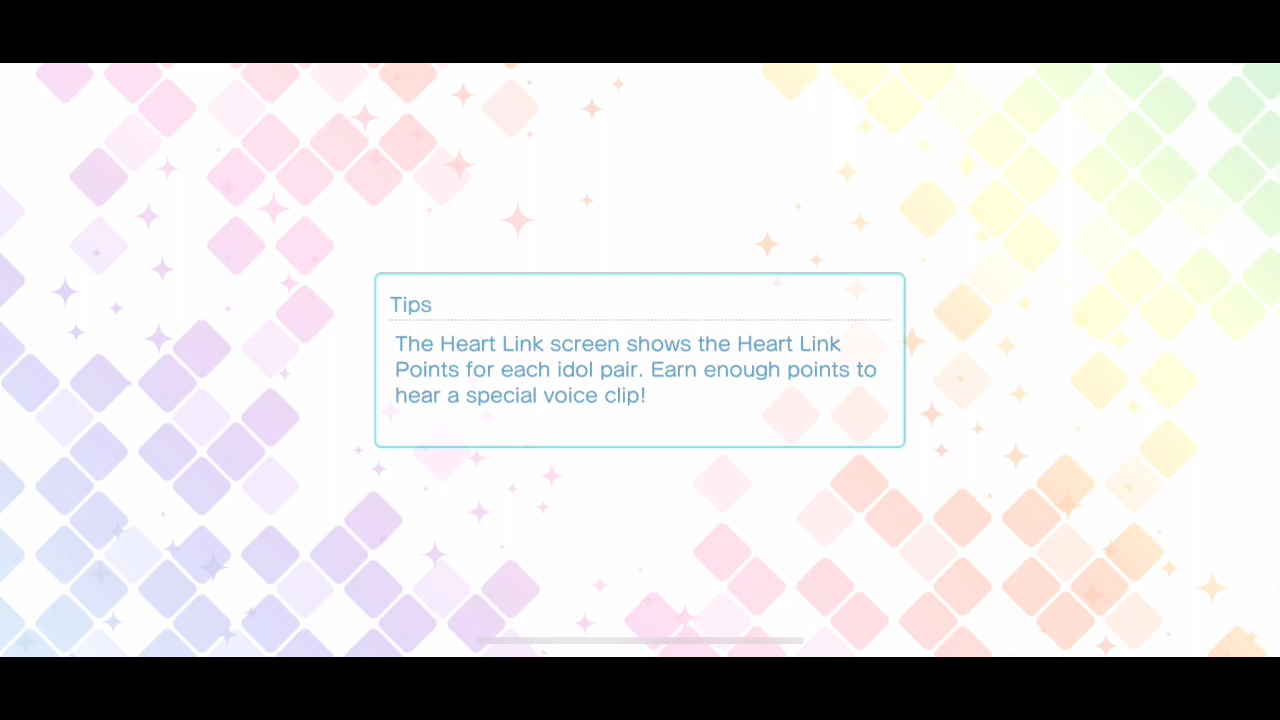 Tips
The Heart Link screen shows the Heart Link
Points for each idol pair. Earn enough points to
hear a special voice clip!